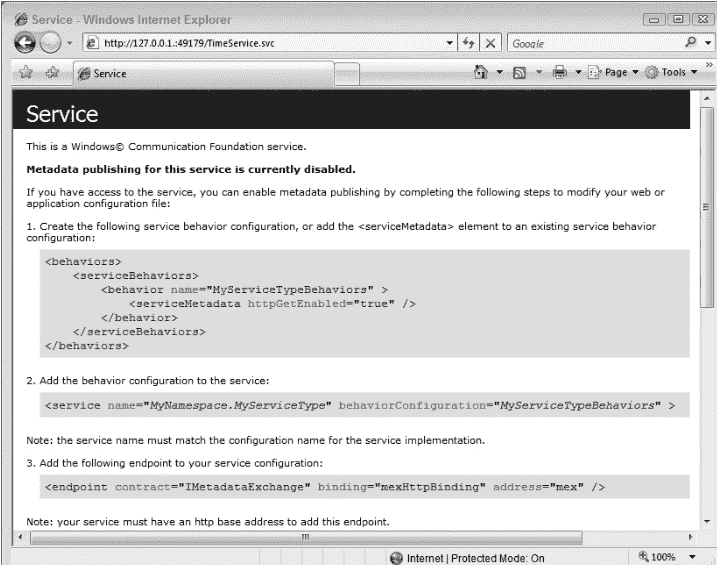 Service - Windows Internet Explorer
http://127.0.0.1.:49179/TimeService.svc
Google
Service
Page
Tools
Service
This is a Windows© Communication Foundation service.
Metadata publishing for this service is currently disabled.
If you have access to the service, you can enable metadata publishing by completing the following steps to modify your web or
application configuration file:
1. Create the following service behavior configuration, or add the <serviceMetadata> element to an existing service behavior
configuration:
<behaviors>
<serviceBehaviors>
<behavior name="MyServiceTypeBehaviors" >
<serviceMetadata httpGetEnabled="true" />
</behavior>
</serviceBehaviors>
</behaviors>
2. Add the behavior configuration to the service:
<service name="MyNamespace.MyServiceType" behaviorConfiguration="MyServiceTypeBehaviors" >
Note: the service name must match the configuration name for the service implementation.
3. Add the following endpoint to your service configuration:
<endpoint contract="IMetadataExchange" binding="mexHttpBinding" address="mex" />
Note: your service must have an http base address to add this endpoint.
Internet | Protected Mode: On
100%